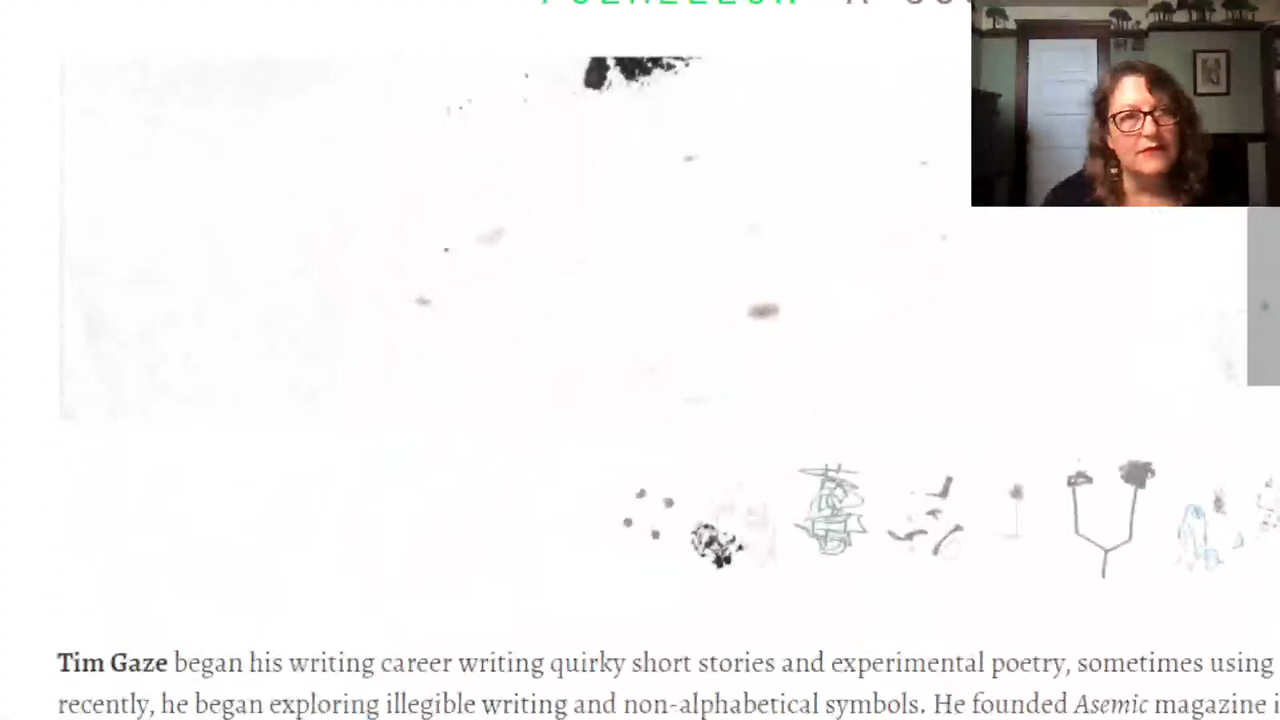 Tim Gaze began his writing career writing quirky short stories and experimental poetry, sometimes using
recently, he began exploring illegible writing and non-alphabetical symbols. He founded Asemic magazine i